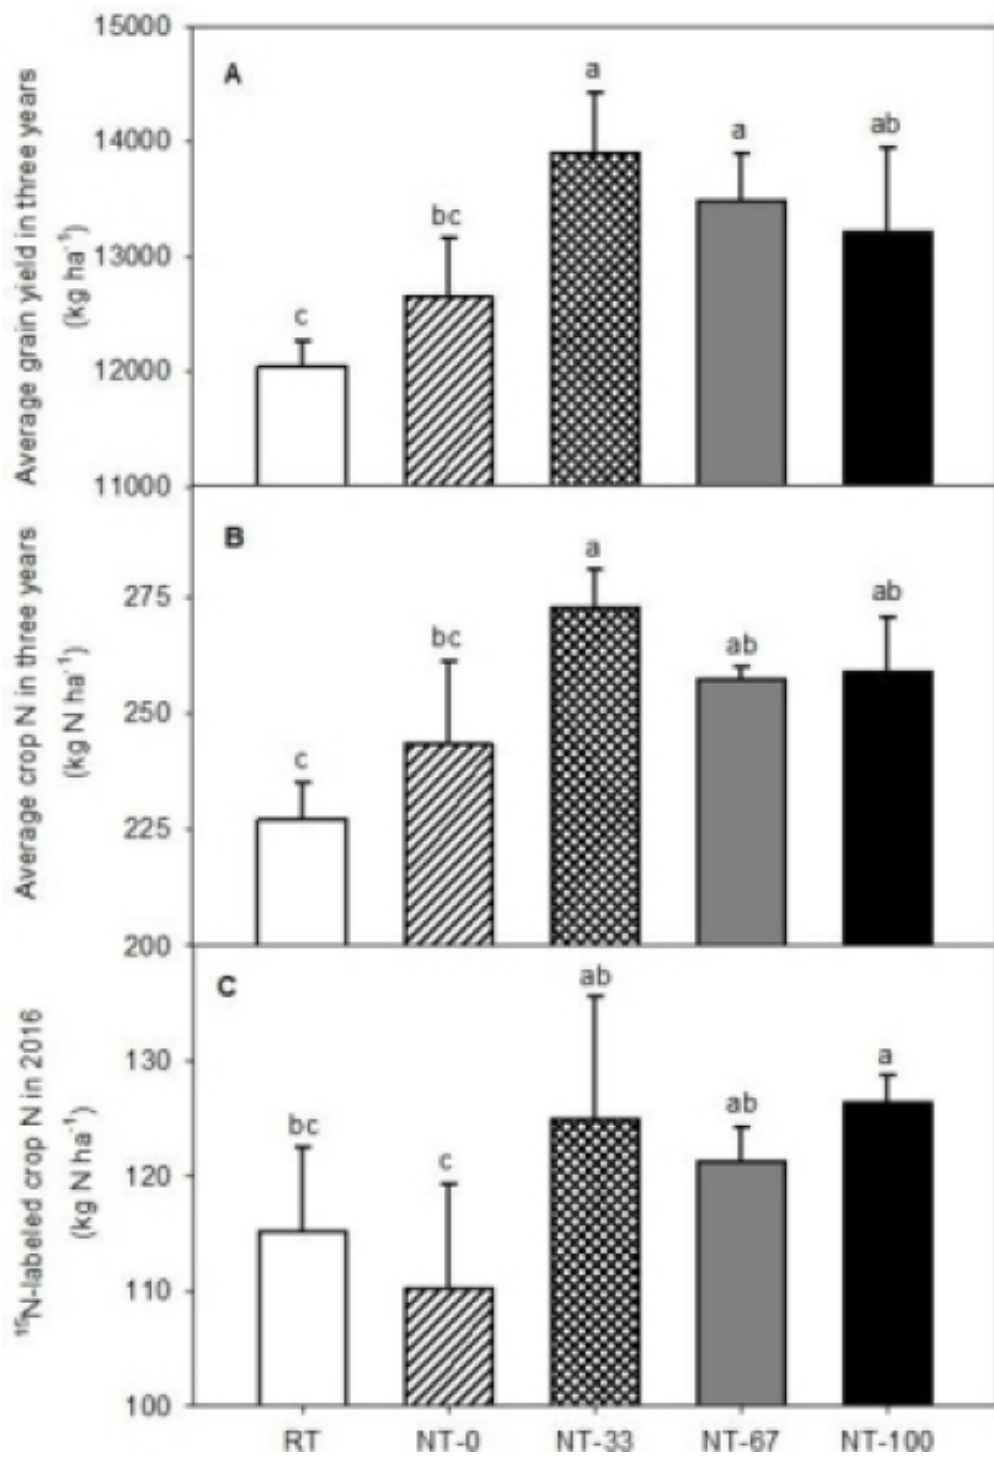 Average grain yield in three years
(kg ha⁻¹)
15000
14000
13000
12000
11000
A
c
bc
a
a
ab
Average crop N in three years
(kg N ha⁻¹)
275
250
225
200
B
c
bc
a
ab
ab
¹⁵N-labeled crop N in 2016
(kg N ha⁻¹)
130
120
110
100
C
bc
c
ab
ab
a
RT NT-0 NT-33 NT-67 NT-100